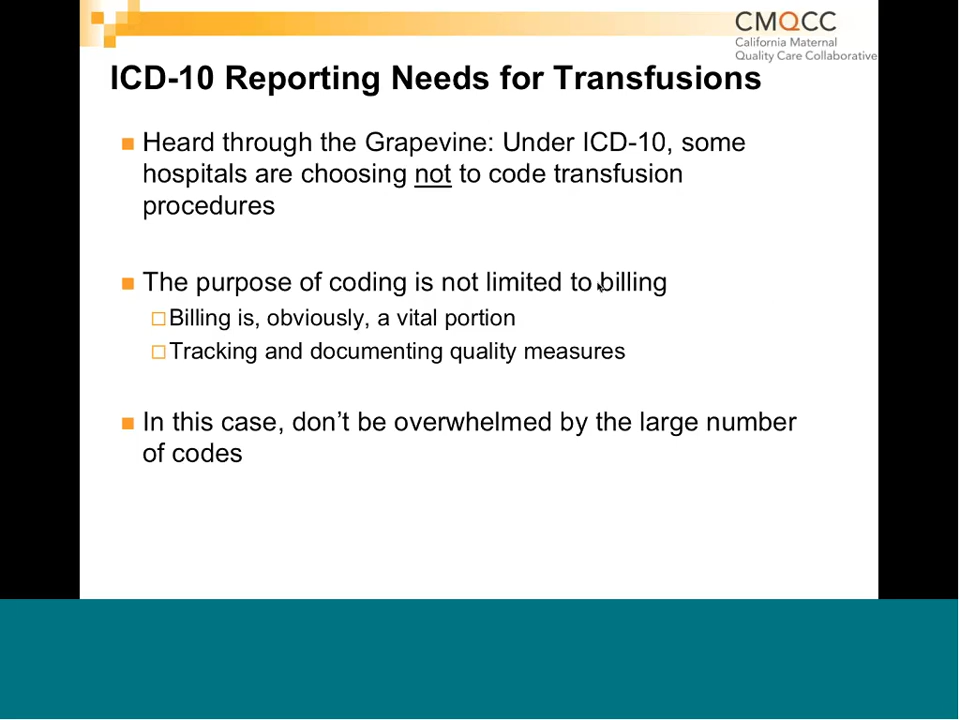 CMQCC
California Maternal
Quality Care Collaborative
ICD-10 Reporting Needs for Transfusions
Heard through the Grapevine: Under ICD-10, some
hospitals are choosing not to code transfusion
procedures
The purpose of coding is not limited to billing
Billing is, obviously, a vital portion
Tracking and documenting quality measures
In this case, don’t be overwhelmed by the large number
of codes